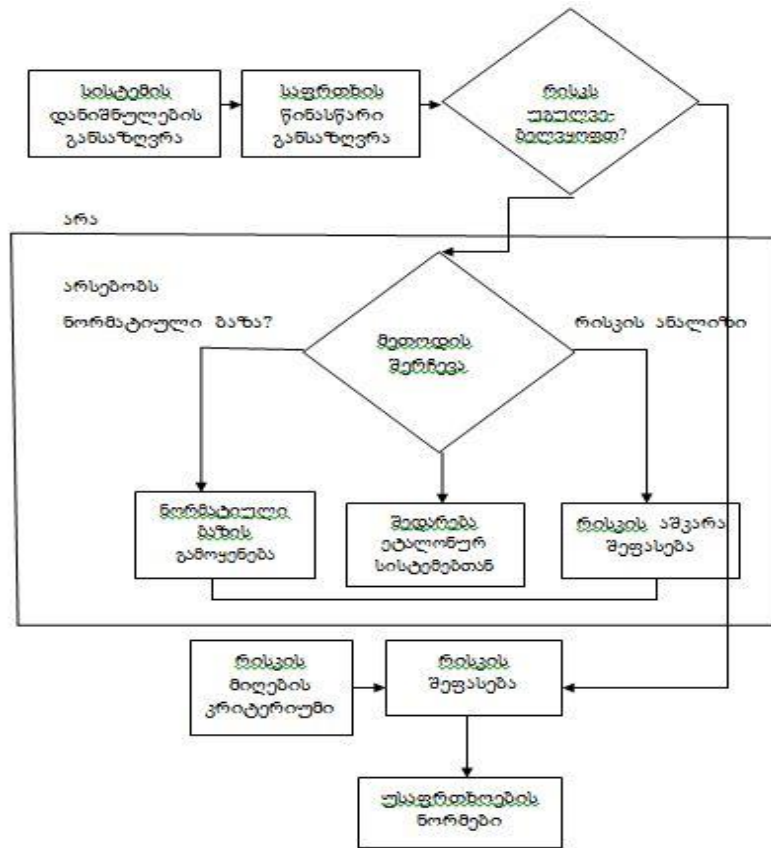 სისტემის
დანიშნულების
განსაზღვრა
საფრთხის
წინასწარი
განსაზღვრა
რისკს
უგულვე-
ბელვყოფთ?
არა
არსებობს
ნორმატიული ბაზა?
მეთოდის
შერჩევა
რისკის ანალიზი
ნორმატიული
ბაზის
გამოყენება
შედარება
ეტალონურ
სისტემებთან
რისკის აშკარა
შეფასება
რისკის
მიღების
კრიტერიუმი
რისკის
შეფასება
უსაფრთხოების
ნორმები